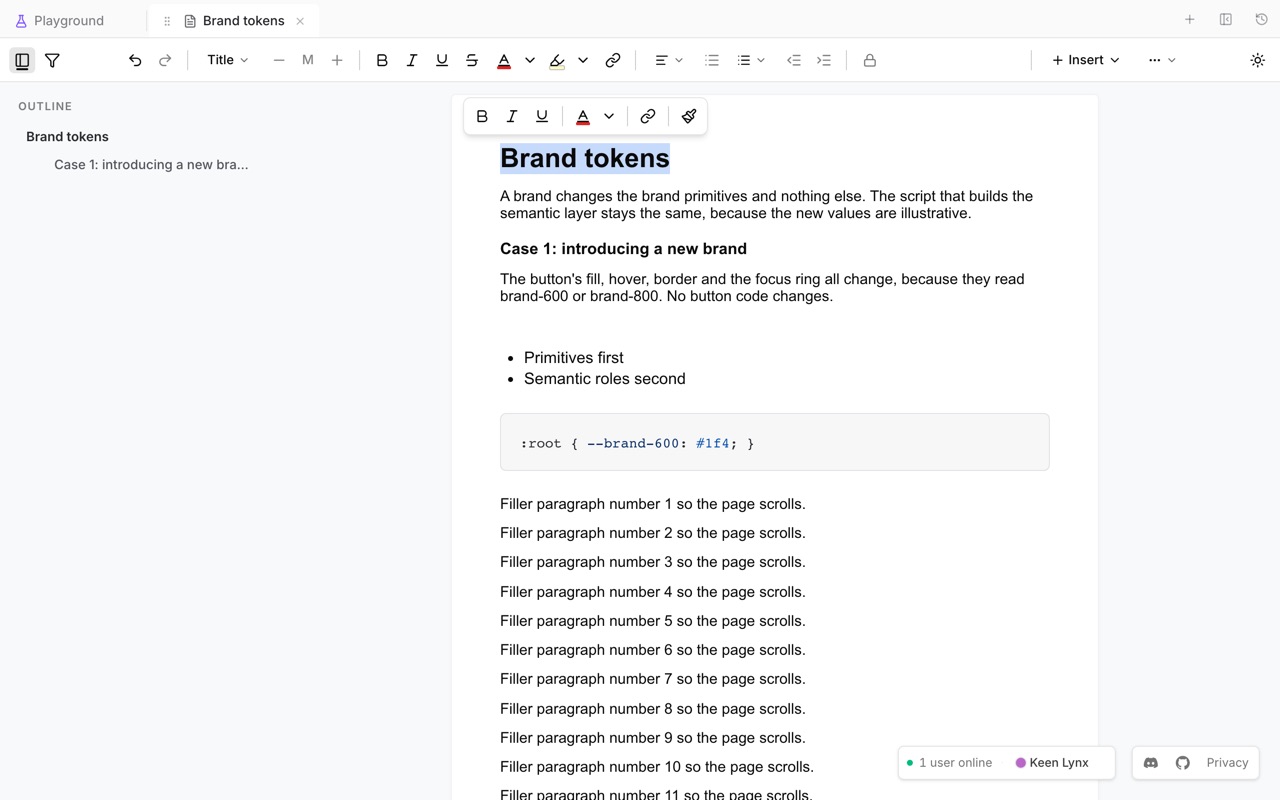 Playground
Brand tokens
Title
M
B I U S A
Insert
OUTLINE
Brand tokens
Case 1: introducing a new bra...
B I U A
Brand tokens
A brand changes the brand primitives and nothing else. The script that builds the
semantic layer stays the same, because the new values are illustrative.
Case 1: introducing a new brand
The button's fill, hover, border and the focus ring all change, because they read
brand-600 or brand-800. No button code changes.
• Primitives first
• Semantic roles second
:root { --brand-600: #1f4; }
Filler paragraph number 1 so the page scrolls.
Filler paragraph number 2 so the page scrolls.
Filler paragraph number 3 so the page scrolls.
Filler paragraph number 4 so the page scrolls.
Filler paragraph number 5 so the page scrolls.
Filler paragraph number 6 so the page scrolls.
Filler paragraph number 7 so the page scrolls.
Filler paragraph number 8 so the page scrolls.
Filler paragraph number 9 so the page scrolls.
Filler paragraph number 10 so the page scrolls.
Filler paragraph number 11 so the page scrolls.
1 user online
Keen Lynx
Privacy